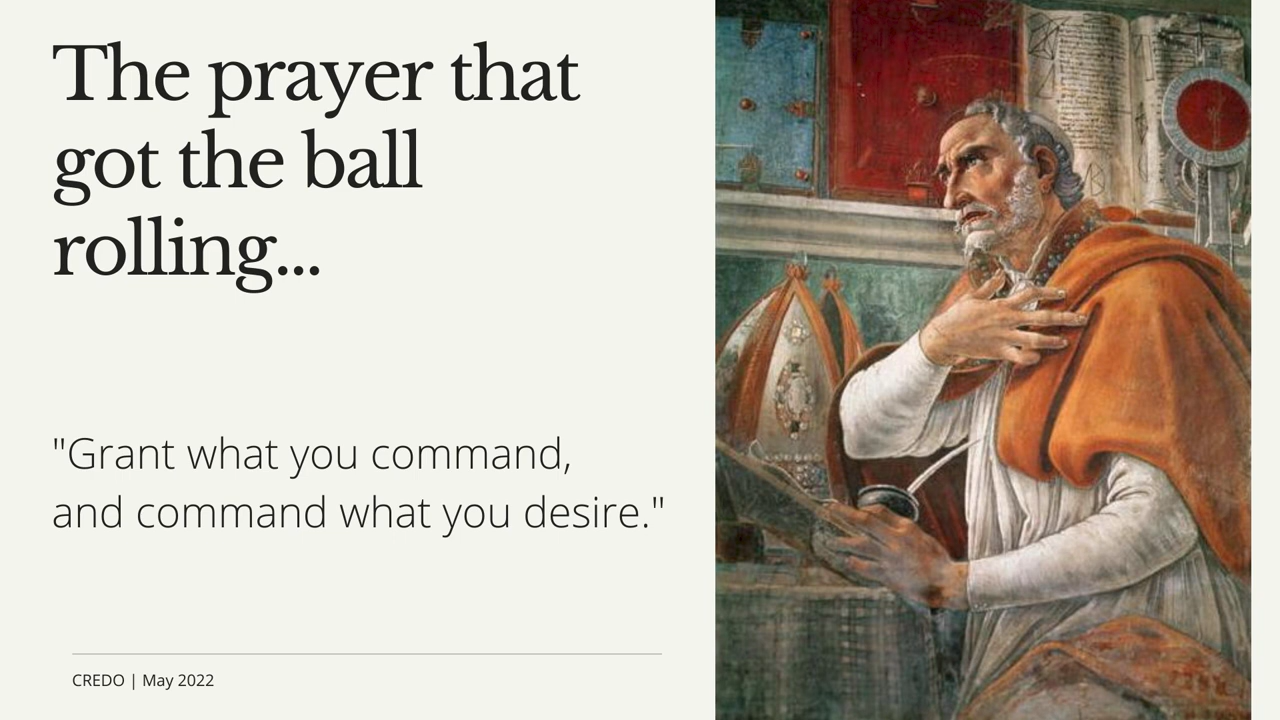 The prayer that
got the ball
rolling...
"Grant what you command,
and command what you desire."
CREDO | May 2022